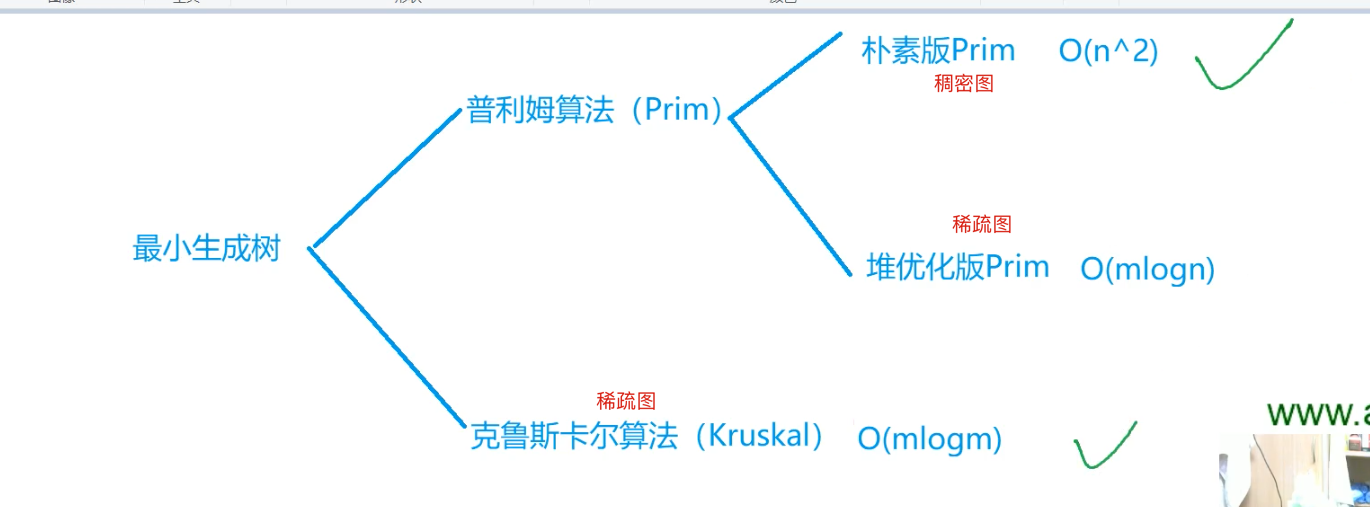 朴素版Prim O(n^2)
稠密图
普利姆算法（Prim）
稀疏图
堆优化版Prim O(mlogn)
最小生成树
稀疏图
克鲁斯卡尔算法（Kruskal） O(mlogm)
www.a